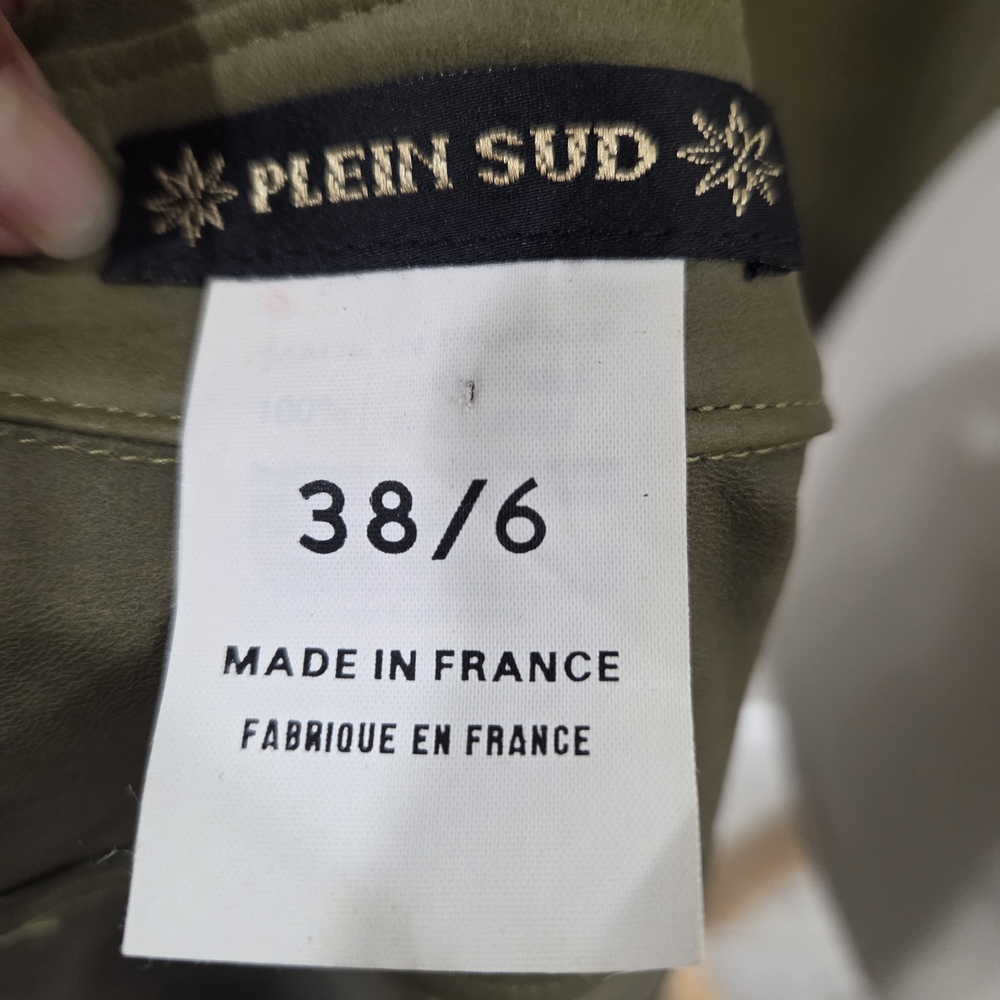 PLEIN SUD
38/6
MADE IN FRANCE
FABRIQUE EN FRANCE